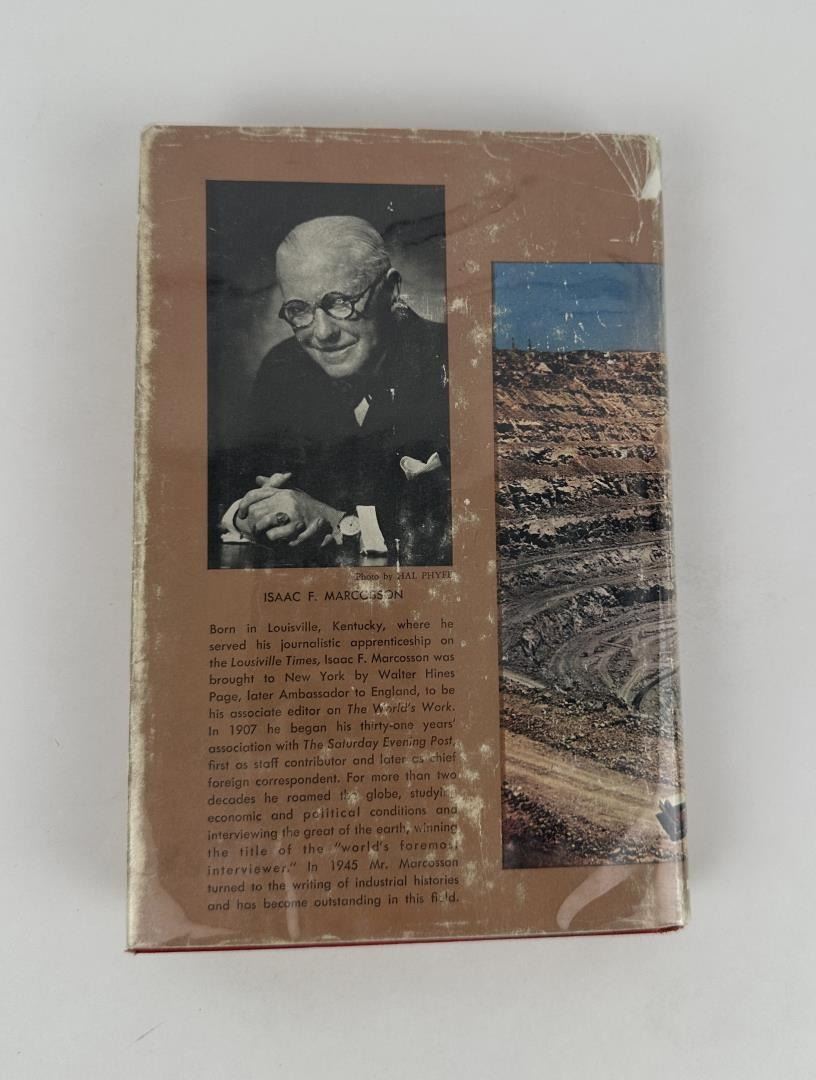 Photo by HAL PHYFE
ISAAC F. MARCOSSON
Born in Louisville, Kentucky, where he
served his journalistic apprenticeship on
the Lousiville Times, Isaac F. Marcosson was
brought to New York by Walter Hines
Page, later Ambassador to England, to be
his associate editor on The World's Work.
In 1907 he began his thirty-one years'
association with The Saturday Evening Post,
first as staff contributor and later as chief
foreign correspondent. For more than two
decades he roamed the globe, studying
economic and political conditions and
interviewing the great of the earth, winning
the title of the "world's foremost
interviewer." In 1945 Mr. Marcosson
turned to the writing of industrial histories
and has become outstanding in this field.